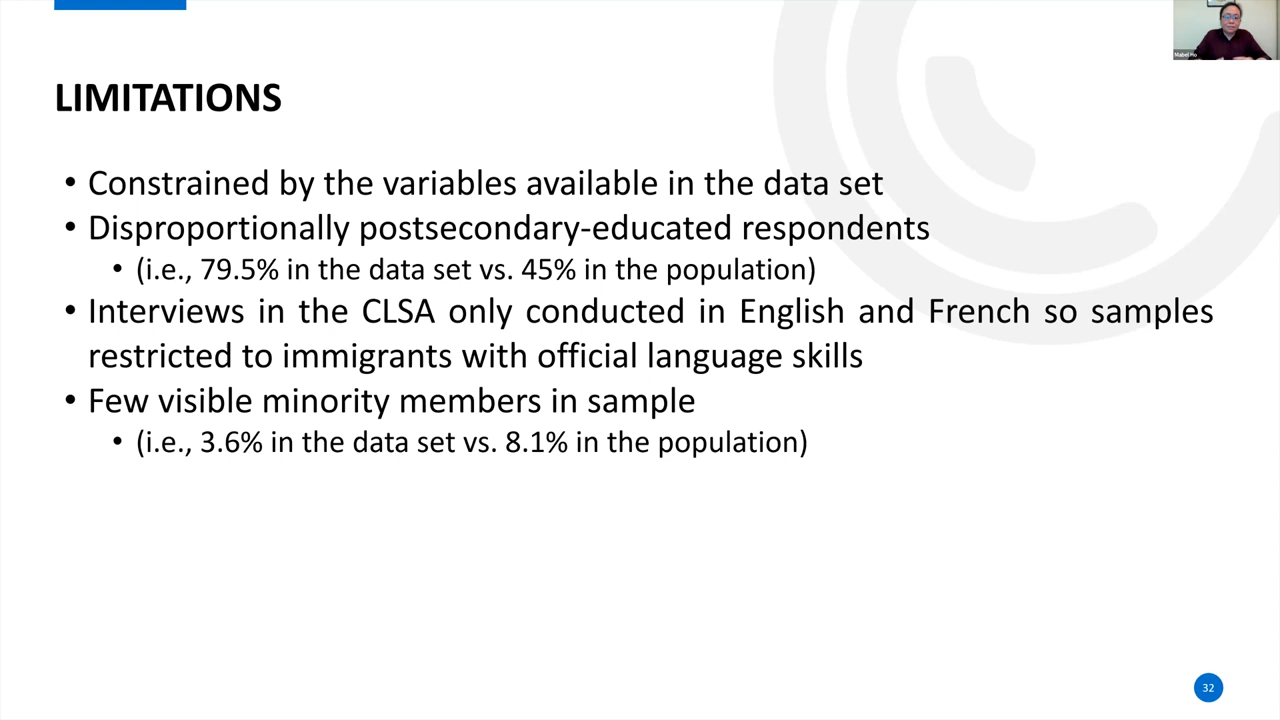 Mabel Ho
LIMITATIONS
• Constrained by the variables available in the data set
• Disproportionally postsecondary-educated respondents
• (i.e., 79.5% in the data set vs. 45% in the population)
• Interviews in the CLSA only conducted in English and French so samples
restricted to immigrants with official language skills
• Few visible minority members in sample
• (i.e., 3.6% in the data set vs. 8.1% in the population)
32